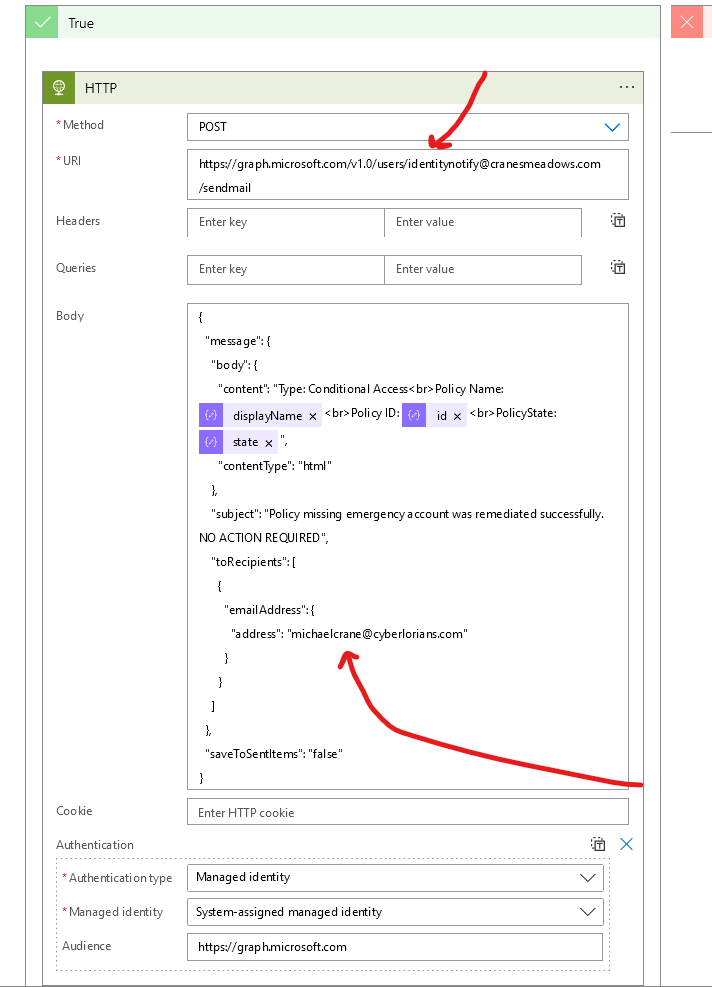 True
HTTP
...
* Method
POST
* URI
https://graph.microsoft.com/v1.0/users/identitynotify@cranesmeadows.com
/sendmail
Headers
Enter key
Enter value
Queries
Enter key
Enter value
Body
{
"message": {
"body": {
"content": "Type: Conditional Access<br>Policy Name:
displayName × <br>Policy ID: id × <br>PolicyState:
state × ",
"contentType": "html"
},
"subject": "Policy missing emergency account was remediated successfully.
NO ACTION REQUIRED",
"toRecipients": [
{
"emailAddress": {
"address": "michaelcrane@cyberlorians.com"
}
}
]
},
"saveToSentItems": "false"
}
Cookie
Enter HTTP cookie
Authentication
* Authentication type
Managed identity
* Managed identity
System-assigned managed identity
Audience
https://graph.microsoft.com